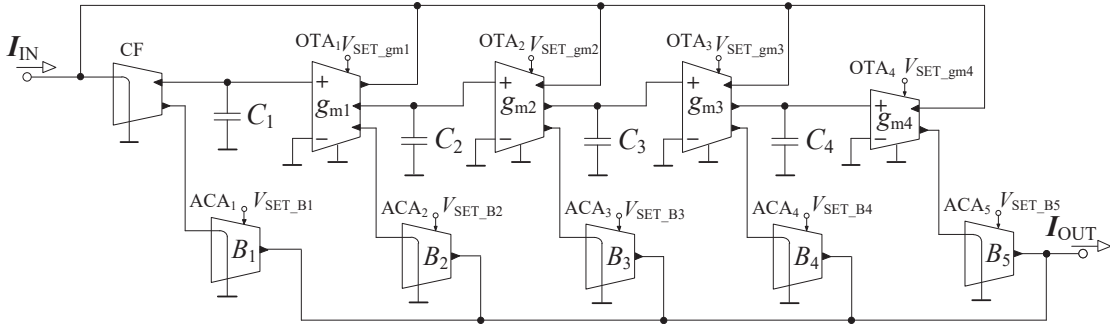 I_IN
CF
OTA₁ V_SET_gm1
OTA₂ V_SET_gm2
OTA₃ V_SET_gm3
OTA₄ V_SET_gm4
+ g_m1 −
+ g_m2 −
+ g_m3 −
+ g_m4 −
C₁
C₂
C₃
C₄
ACA₁ V_SET_B1
ACA₂ V_SET_B2
ACA₃ V_SET_B3
ACA₄ V_SET_B4
ACA₅ V_SET_B5
I_OUT
B₁
B₂
B₃
B₄
B₅